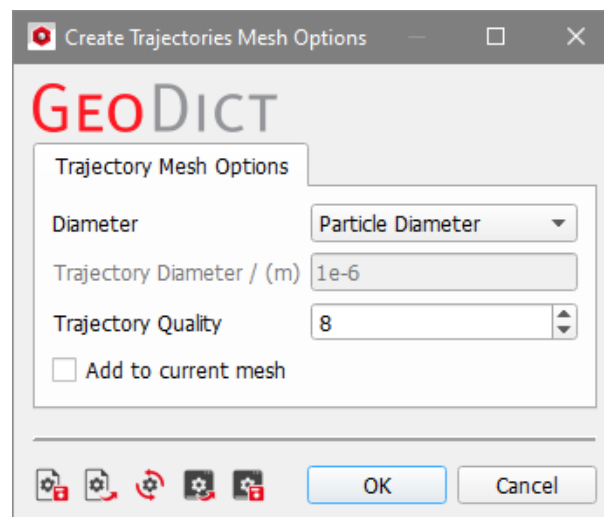 Create Trajectories Mesh Options
GEODICT
Trajectory Mesh Options
Diameter Particle Diameter
Trajectory Diameter / (m) 1e-6
Trajectory Quality 8
Add to current mesh
OK Cancel